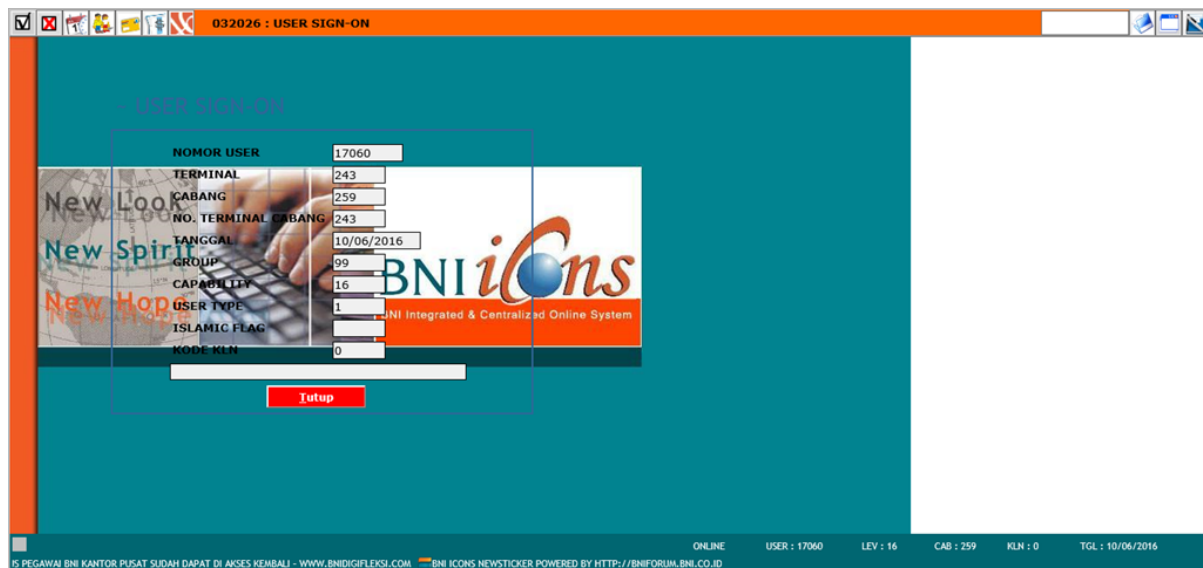 032026 : USER SIGN-ON
- USER SIGN-ON
NOMOR USER 17060
TERMINAL 243
CABANG 259
NO. TERMINAL CABANG 243
TANGGAL 10/06/2016
GROUP 99
CAPABILITY 16
USER TYPE 1
ISLAMIC FLAG
KODE KLN 0
Tutup
New Look
New Spirit
New Hope
BNI icons
BNI Integrated & Centralized Online System
ONLINE USER : 17060 LEV : 16 CAB : 259 KLN : 0 TGL : 10/06/2016
IS PEGAWAI BNI KANTOR PUSAT SUDAH DAPAT DI AKSES KEMBALI - WWW.BNIDIGIFLEKSI.COM BNI ICONS NEWSTICKER POWERED BY HTTP://BNIFORUM.BNI.CO.ID